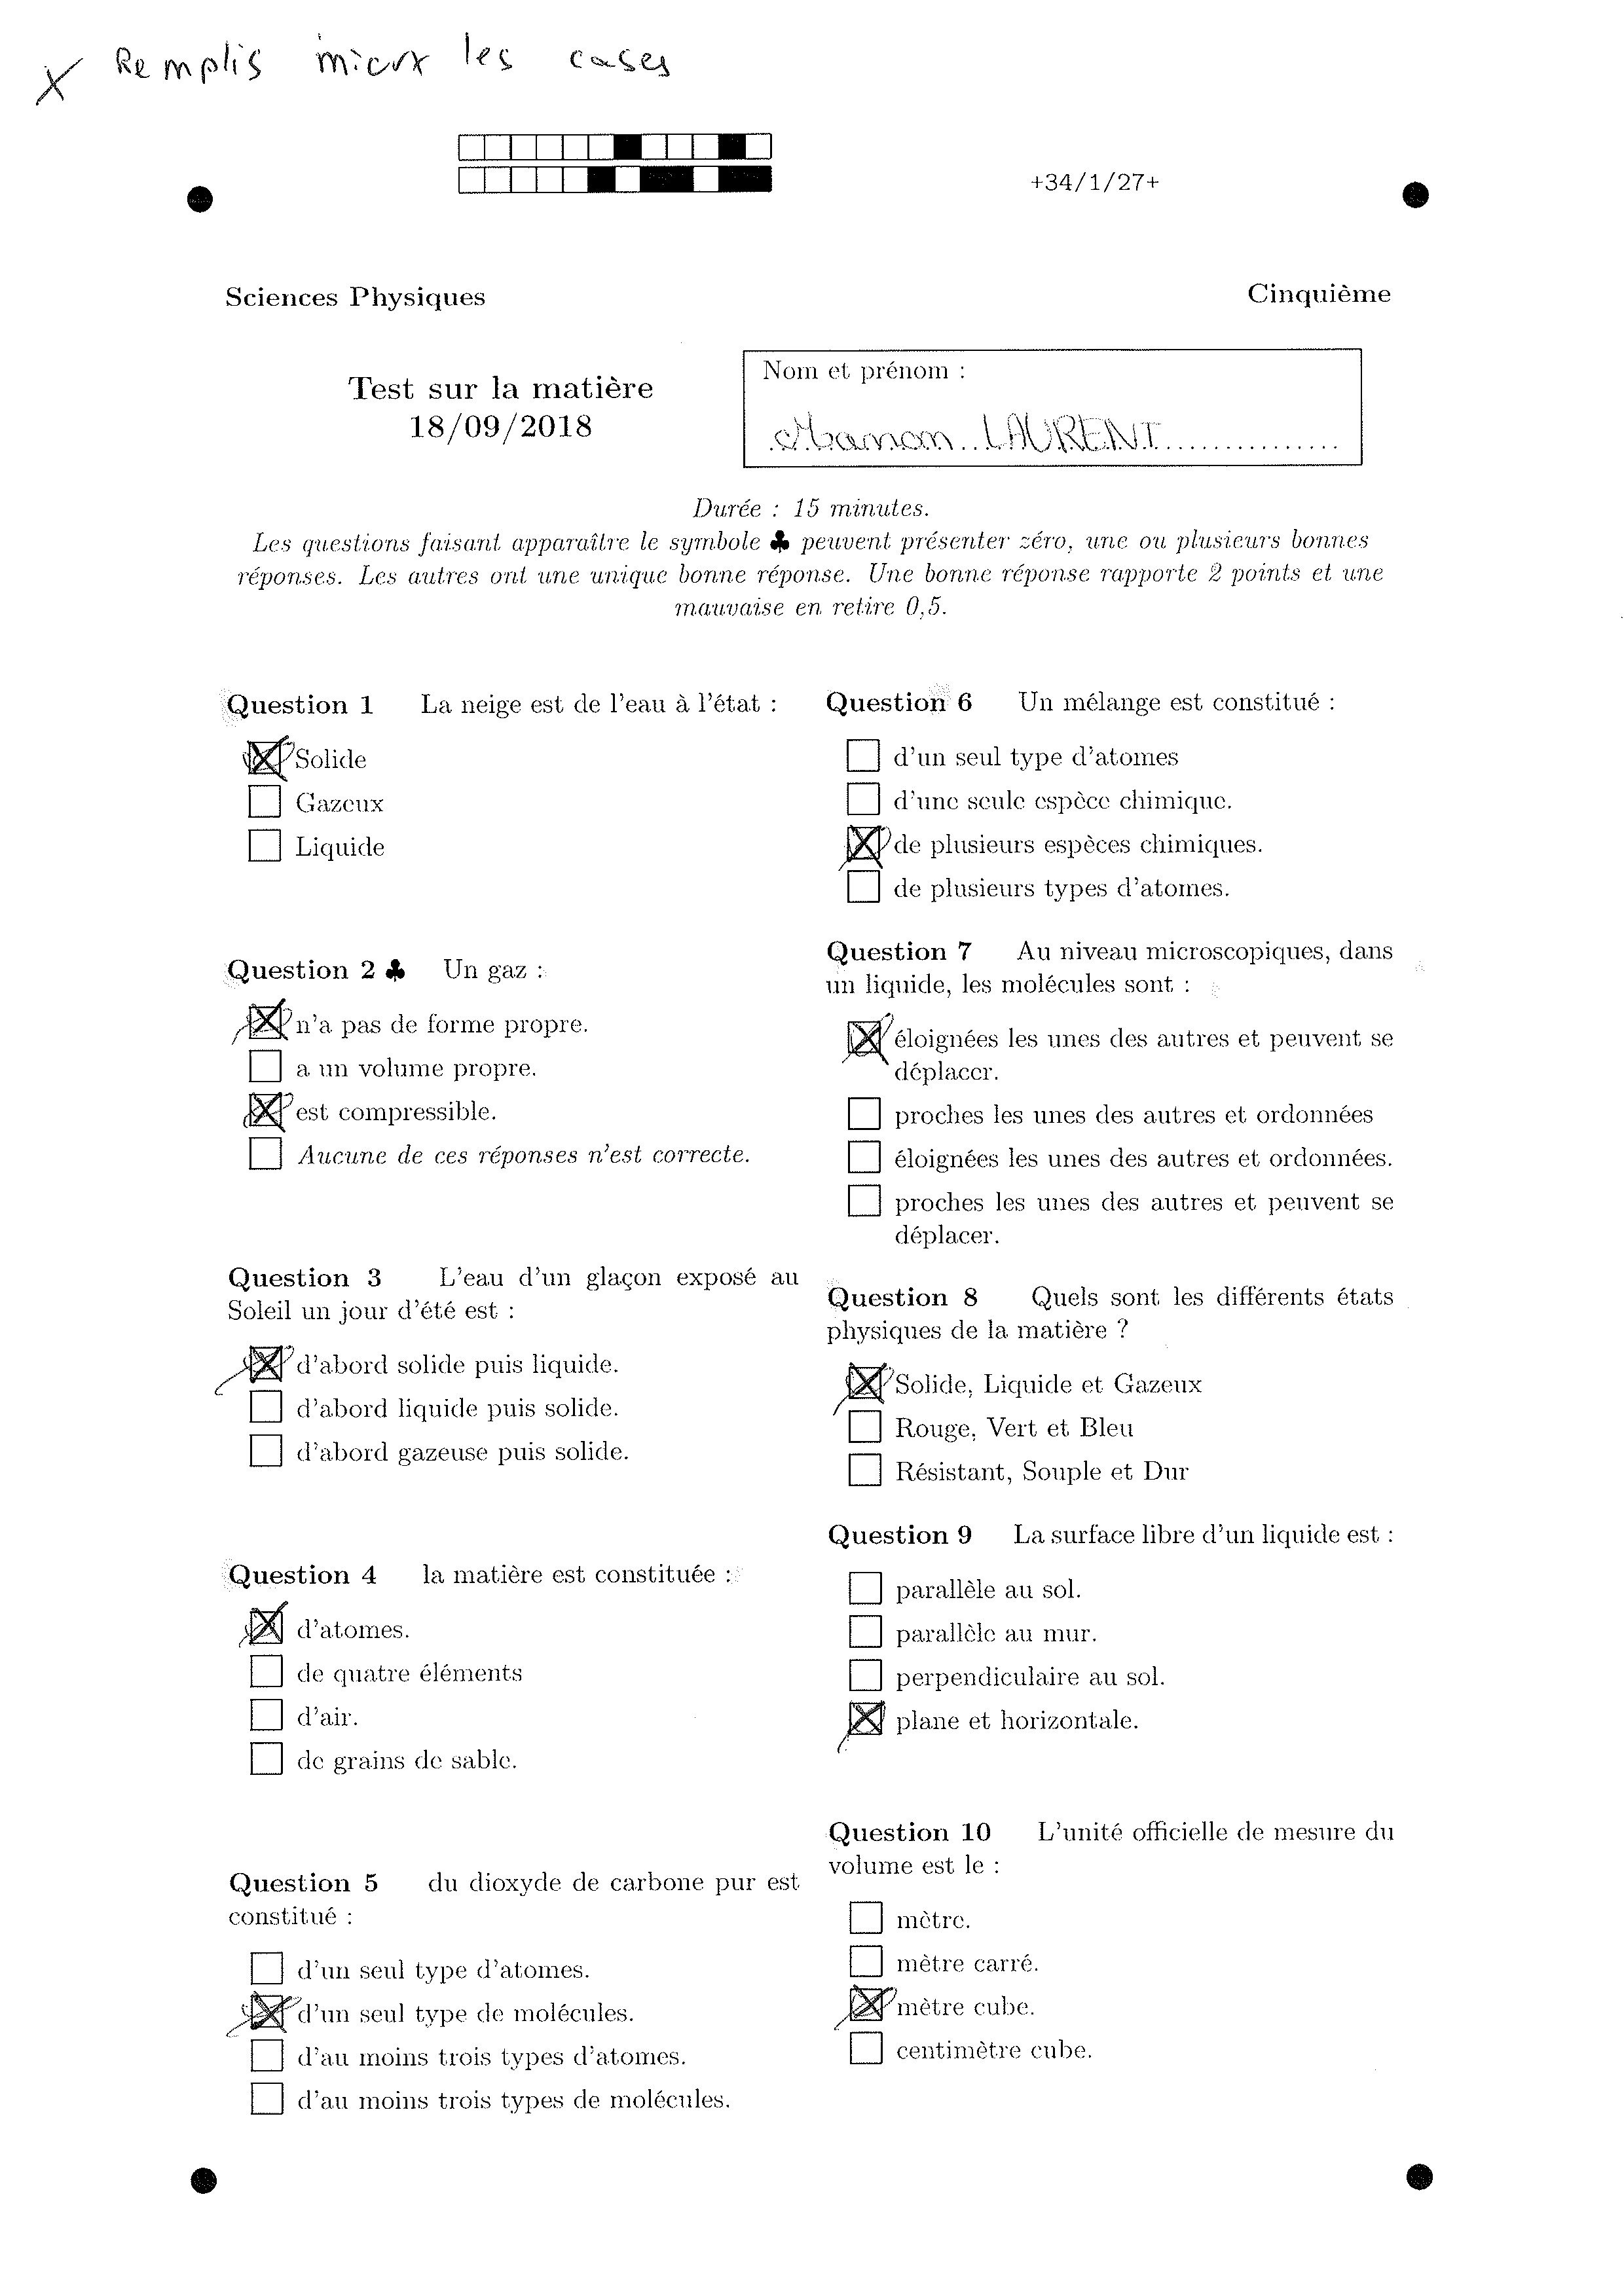 Remplis mieux les cases
+34/1/27+
Sciences Physiques
Cinquième
Test sur la matière
18/09/2018
Nom et prénom :
Manon LAURENT
Durée : 15 minutes.
Les questions faisant apparaître le symbole ♣ peuvent présenter zéro, une ou plusieurs bonnes
réponses. Les autres ont une unique bonne réponse. Une bonne réponse rapporte 2 points et une
mauvaise en retire 0,5.
Question 1 La neige est de l'eau à l'état :
Solide
Gazeux
Liquide
Question 2 ♣ Un gaz :
n'a pas de forme propre.
a un volume propre.
est compressible.
Aucune de ces réponses n'est correcte.
Question 3 L'eau d'un glaçon exposé au
Soleil un jour d'été est :
d'abord solide puis liquide.
d'abord liquide puis solide.
d'abord gazeuse puis solide.
Question 4 la matière est constituée :
d'atomes.
de quatre éléments
d'air.
de grains de sable.
Question 5 du dioxyde de carbone pur est
constitué :
d'un seul type d'atomes.
d'un seul type de molécules.
d'au moins trois types d'atomes.
d'au moins trois types de molécules.
Question 6 Un mélange est constitué :
d'un seul type d'atomes
d'une seule espèce chimique.
de plusieurs espèces chimiques.
de plusieurs types d'atomes.
Question 7 Au niveau microscopiques, dans
un liquide, les molécules sont :
éloignées les unes des autres et peuvent se
déplacer.
proches les unes des autres et ordonnées
éloignées les unes des autres et ordonnées.
proches les unes des autres et peuvent se
déplacer.
Question 8 Quels sont les différents états
physiques de la matière ?
Solide, Liquide et Gazeux
Rouge, Vert et Bleu
Résistant, Souple et Dur
Question 9 La surface libre d'un liquide est :
parallèle au sol.
parallèle au mur.
perpendiculaire au sol.
plane et horizontale.
Question 10 L'unité officielle de mesure du
volume est le :
mètre.
mètre carré.
mètre cube.
centimètre cube.